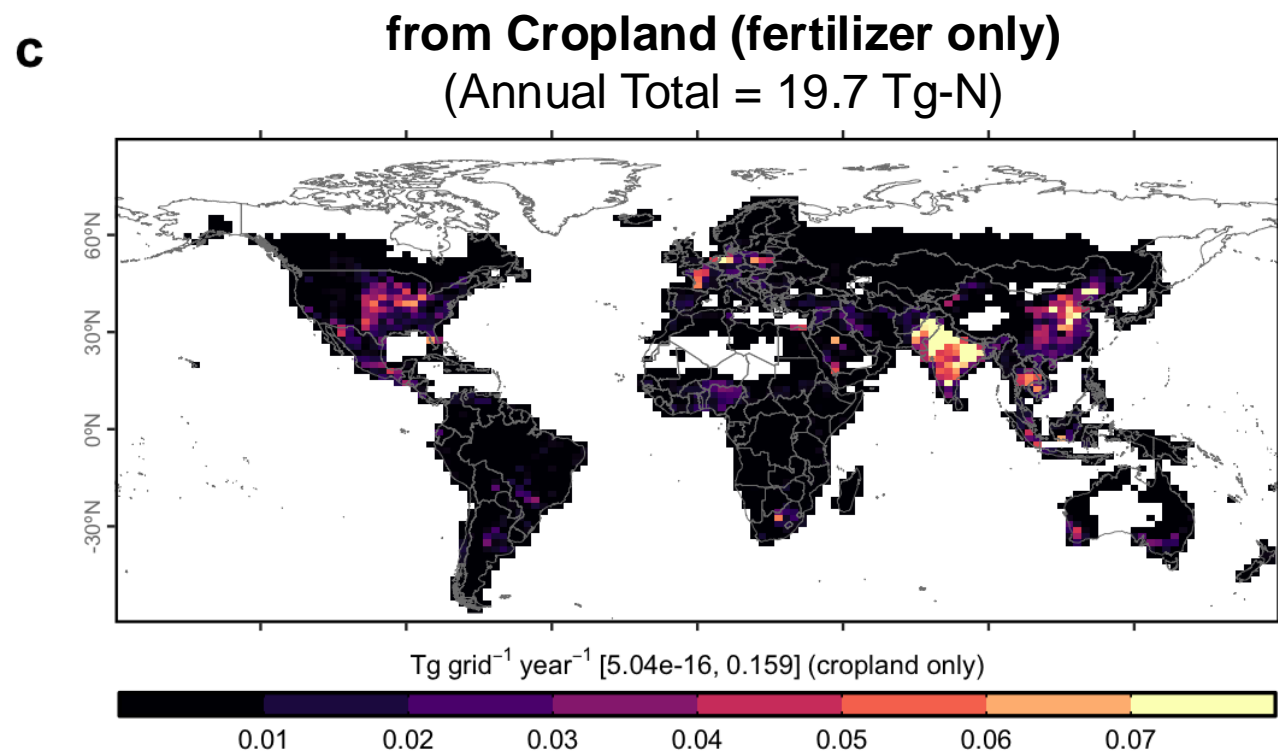 c
from Cropland (fertilizer only)
(Annual Total = 19.7 Tg-N)
60°N
30°N
0°N
-30°N
Tg grid⁻¹ year⁻¹ [5.04e-16, 0.159] (cropland only)
0.01 0.02 0.03 0.04 0.05 0.06 0.07